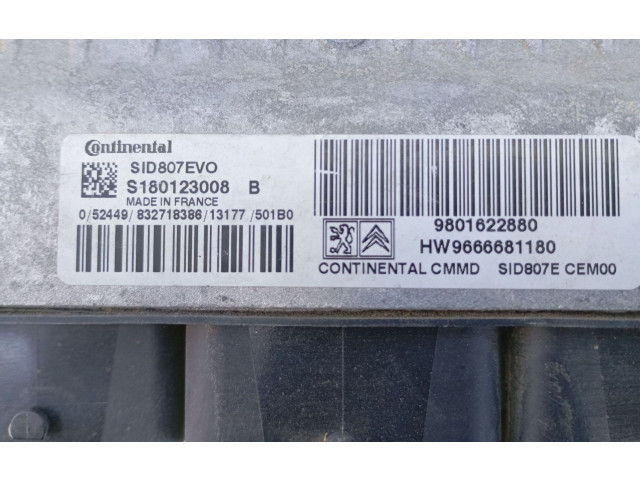 Continental
SID807EVO
S180123008 B
MADE IN FRANCE
0/52449/832718386/13177/501B0
9801622880
HW9666681180
CONTINENTAL CMMD SID807E CEM00